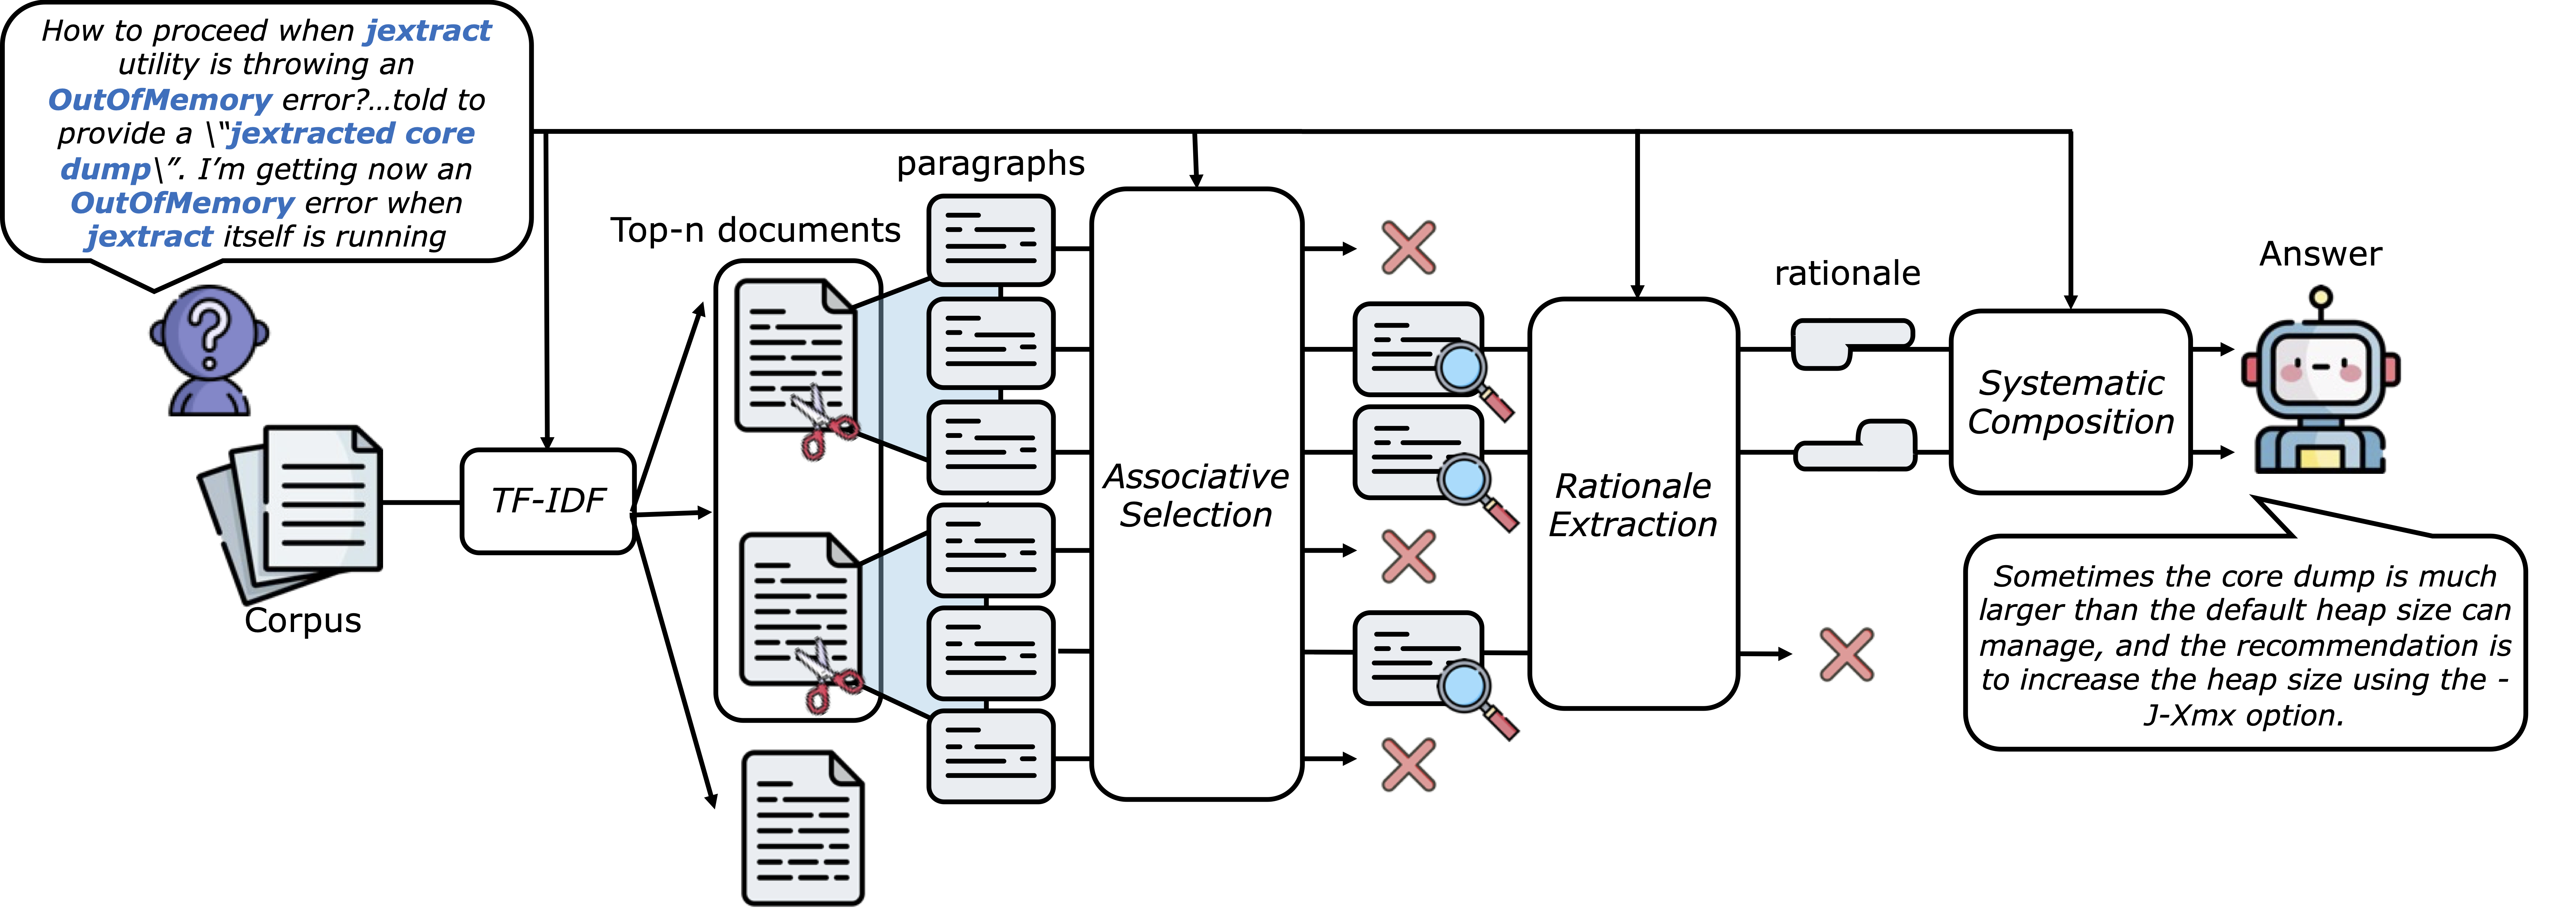 How to proceed when jextract
utility is throwing an
OutOfMemory error?...told to
provide a \“jextracted core
dump\”. I’m getting now an
OutOfMemory error when
jextract itself is running
Corpus
TF-IDF
Top-n documents
paragraphs
Associative
Selection
Rationale
Extraction
rationale
Systematic
Composition
Answer
Sometimes the core dump is much
larger than the default heap size can
manage, and the recommendation is
to increase the heap size using the -
J-Xmx option.